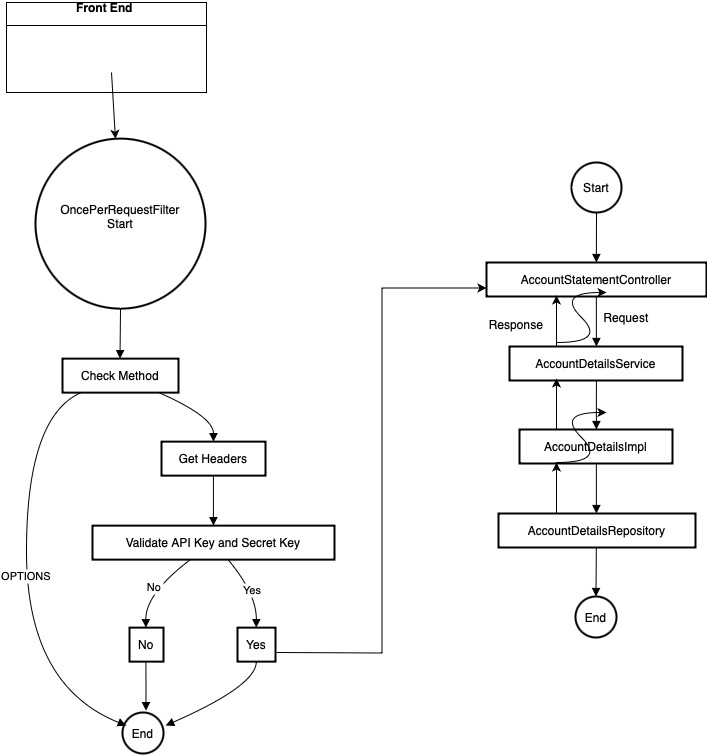 Front End
OncePerRequestFilter
Start
Check Method
Get Headers
Validate API Key and Secret Key
OPTIONS
No
Yes
No
Yes
End
Start
AccountStatementController
Response
Request
AccountDetailsService
AccountDetailsImpl
AccountDetailsRepository
End